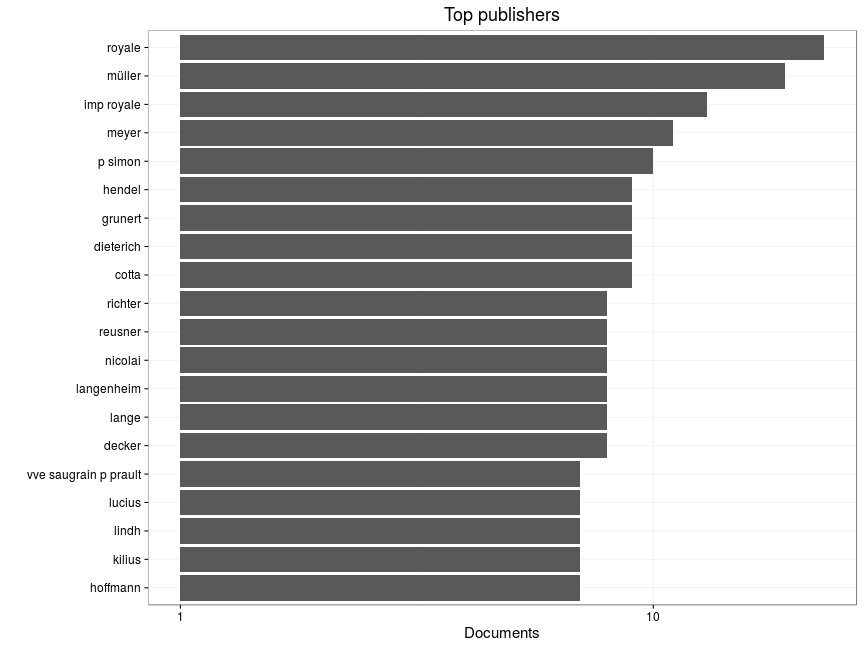 Top publishers
royale
müller
imp royale
meyer
p simon
hendel
grunert
dieterich
cotta
richter
reusner
nicolai
langenheim
lange
decker
vve saugrain p prault
lucius
lindh
kilius
hoffmann
1 10
Documents